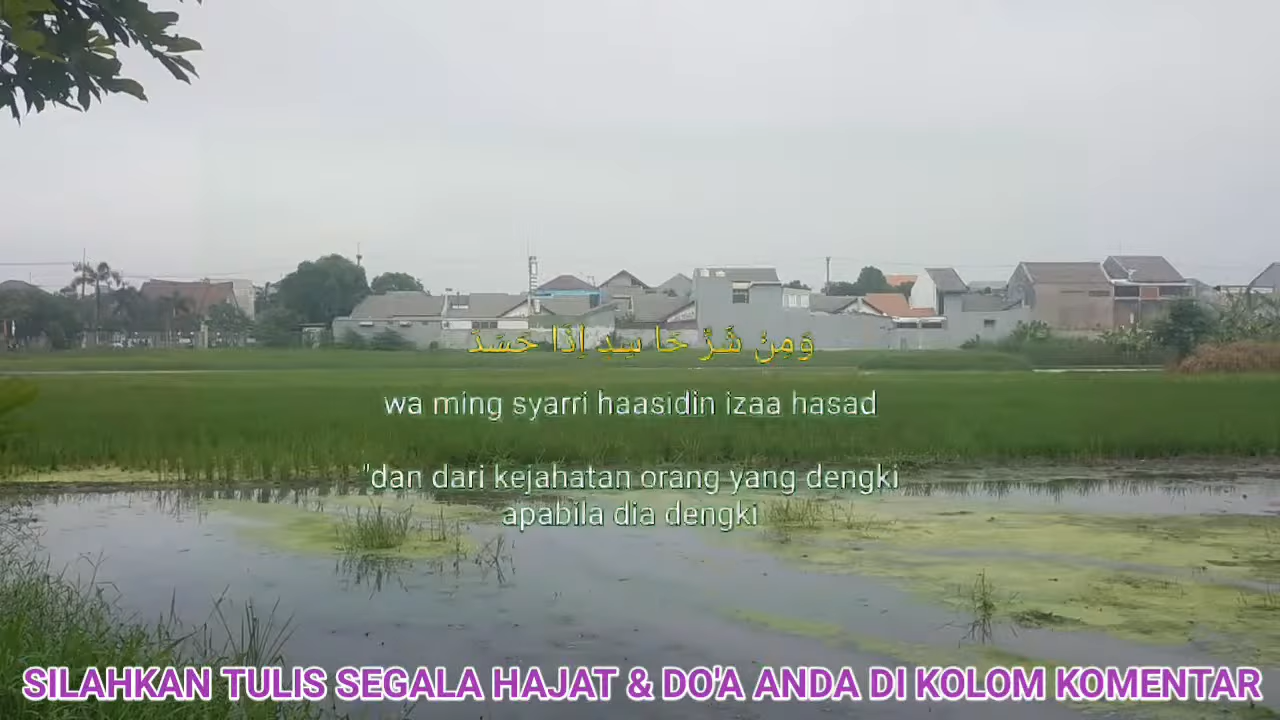 وَمِنْ شَرِّ حَا سِدٍ اِذَا حَسَدَ
wa ming syarri haasidin izaa hasad
"dan dari kejahatan orang yang dengki
apabila dia dengki
SILAHKAN TULIS SEGALA HAJAT & DO'A ANDA DI KOLOM KOMENTAR